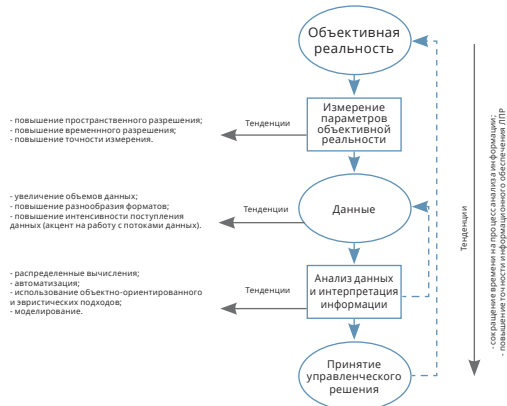 Объективная
реальность
Измерение
параметров
объективной
реальности
Тенденции
- повышение пространственного разрешения;
- повышение временнного разрешения;
- повышение точности измерения.
Данные
Тенденции
- увеличение объемов данных;
- повышение разнообразия форматов;
- повышение интенсивности поступления
данных (акцент на работу с потоками данных).
Анализ данных
и интерпретация
информации
Тенденции
- распределенные вычисления;
- автоматизация;
- использование объектно-ориентированного
и эвристических подходов;
- моделирование.
Принятие
управленческого
решения
Тенденции
- сокращение времени на процесс анализа информации;
- повышение точности информационного обеспечения ЛПР